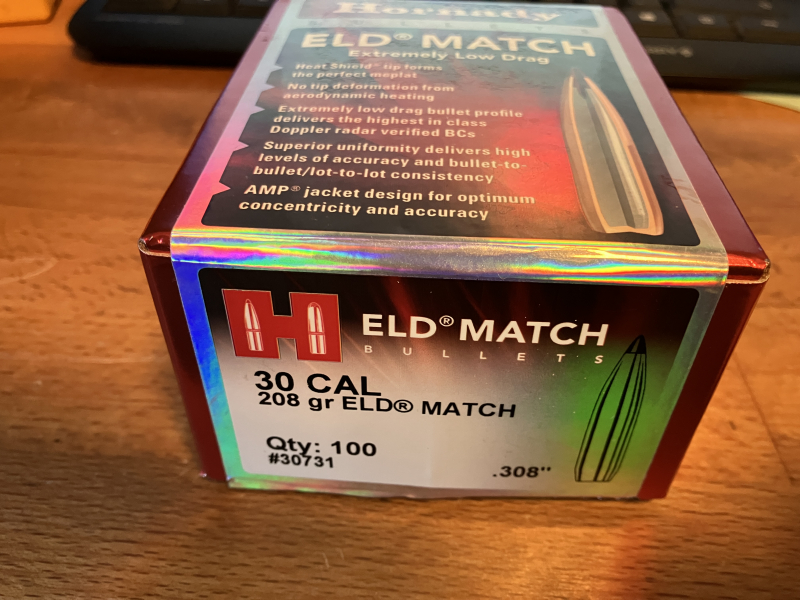 Hornady
ELD® MATCH
Extremely Low Drag
Heat Shield® tip forms
the perfect meplat
No tip deformation from
aerodynamic heating
Extremely low drag bullet profile
delivers the highest in class
Doppler radar verified BCs
Superior uniformity delivers high
levels of accuracy and bullet-to-
bullet/lot-to-lot consistency
AMP® jacket design for optimum
concentricity and accuracy
H
ELD® MATCH
BULLETS
30 CAL
208 gr ELD® MATCH
Qty: 100
#30731
.308"